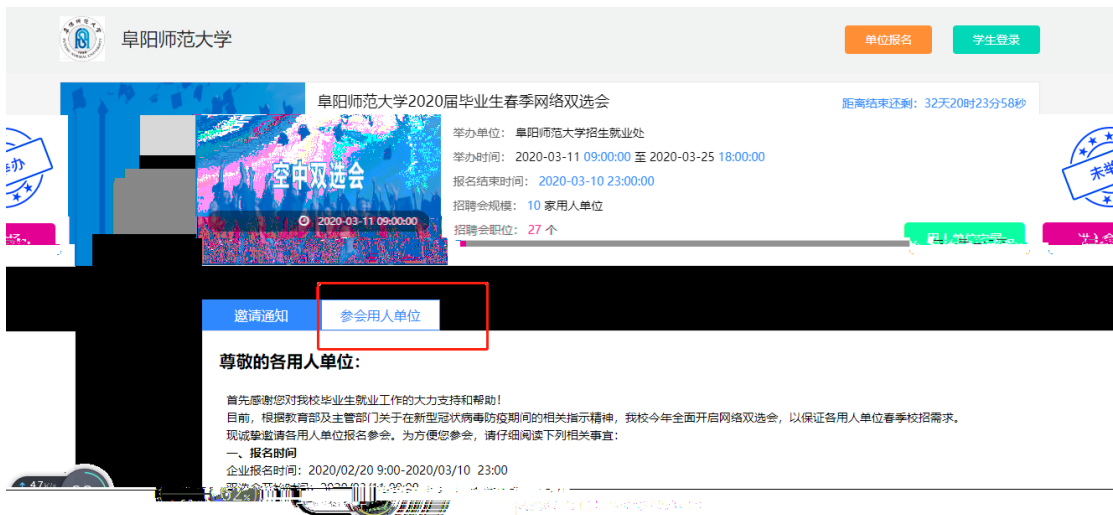 阜阳师范大学
单位报名
学生登录
阜阳师范大学2020届毕业生春季网络双选会
距离结束还剩：32天20时23分58秒
举办单位： 阜阳师范大学招生就业处
举办时间： 2020-03-11 09:00:00 至 2020-03-25 18:00:00
报名结束时间： 2020-03-10 23:00:00
招聘会规模： 10 家用人单位
招聘会职位： 27 个
空中双选会
2020-03-11 09:00:00
邀请通知
参会用人单位
尊敬的各用人单位：
首先感谢您对我校毕业生就业工作的大力支持和帮助！
目前，根据教育部及主管部门关于在新型冠状病毒防疫期间的相关指示精神，我校今年全面开启网络双选会，以保证各用人单位春季校招需求。
现诚挚邀请各用人单位报名参会。为方便您参会，请仔细阅读下列相关事宜：
一、报名时间
企业报名时间：2020/02/20 9:00-2020/03/10 23:00